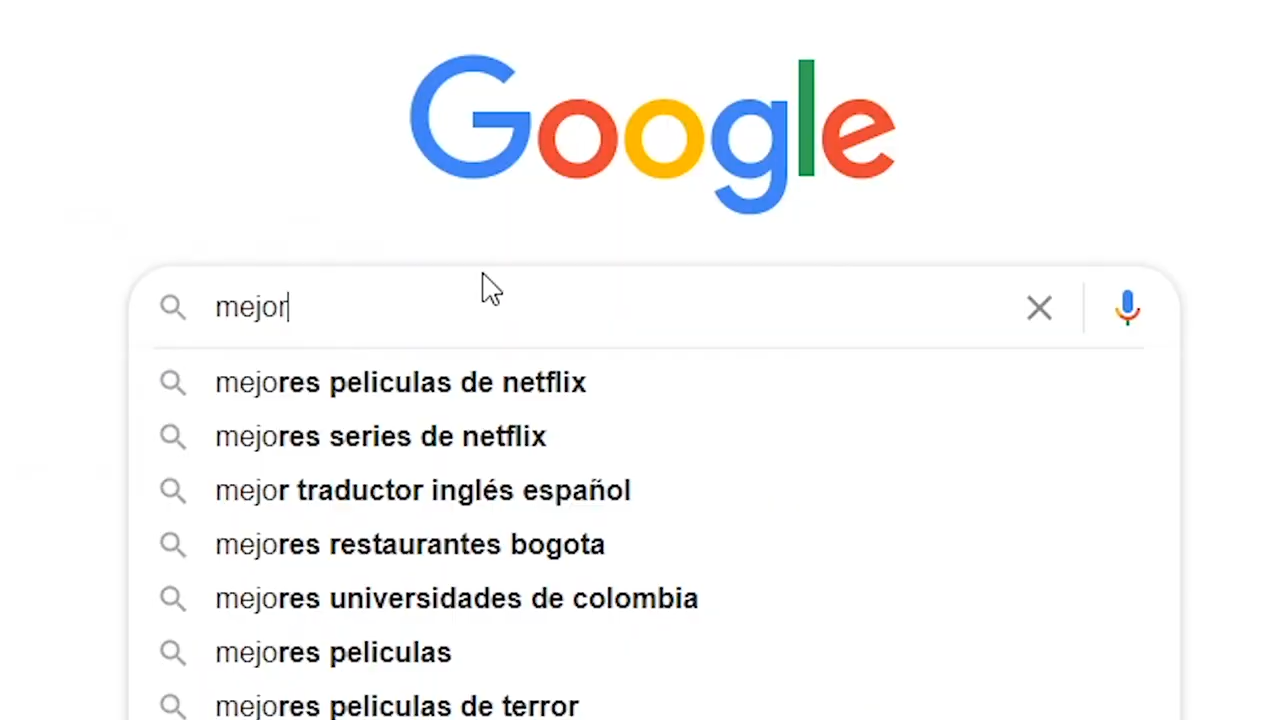 Google
mejor
mejores peliculas de netflix
mejores series de netflix
mejor traductor inglés español
mejores restaurantes bogota
mejores universidades de colombia
mejores peliculas
mejores peliculas de terror